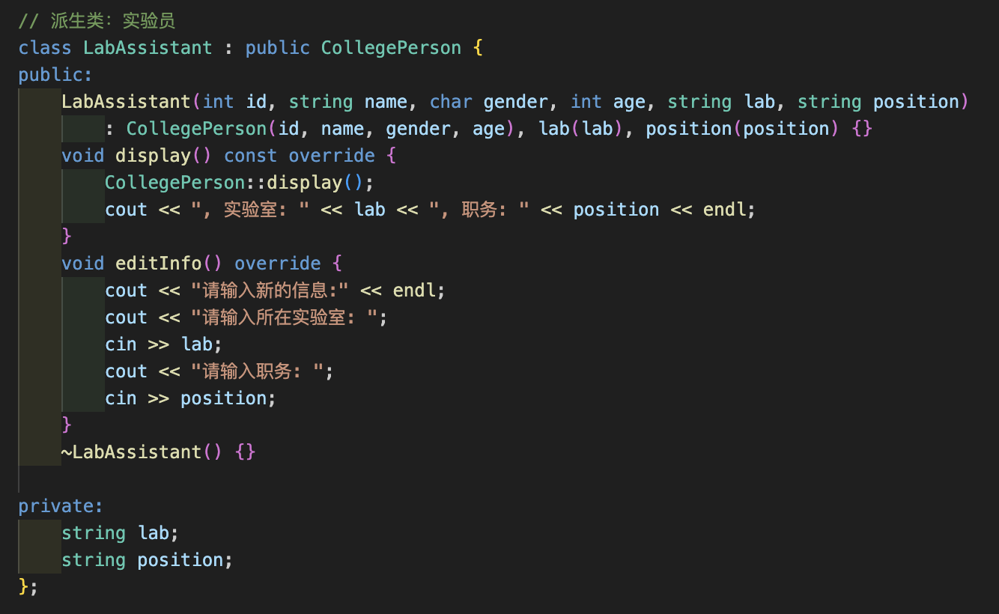 // 派生类：实验员
class LabAssistant : public CollegePerson {
public:
    LabAssistant(int id, string name, char gender, int age, string lab, string position)
        : CollegePerson(id, name, gender, age), lab(lab), position(position) {}
    void display() const override {
        CollegePerson::display();
        cout << ", 实验室: " << lab << ", 职务: " << position << endl;
    }
    void editInfo() override {
        cout << "请输入新的信息:" << endl;
        cout << "请输入所在实验室: ";
        cin >> lab;
        cout << "请输入职务: ";
        cin >> position;
    }
    ~LabAssistant() {}

private:
    string lab;
    string position;
};